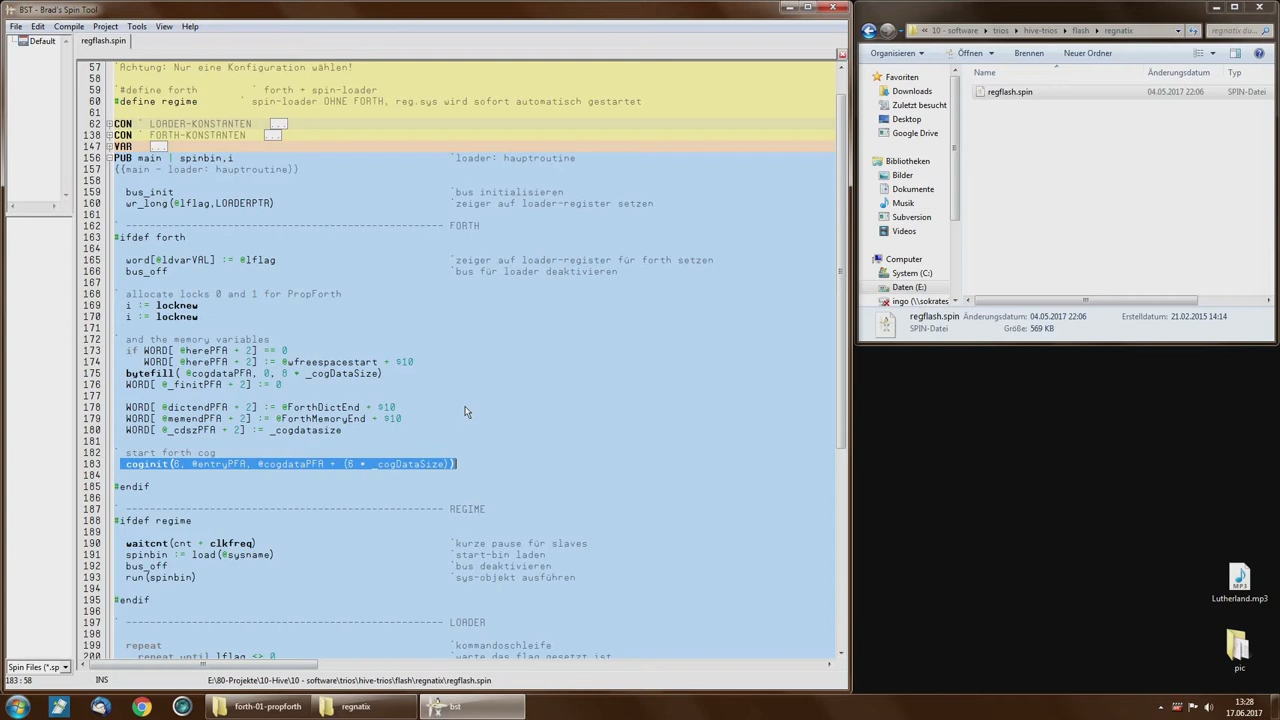 BST - Brad's Spin Tool
File Edit Compile Project Tools View Help
Default
regflash.spin
57 `Achtung: Nur eine Konfiguration wählen!
58
59 `#define forth ` forth + spin-loader
60 #define regime ` spin-loader OHNE FORTH, reg.sys wird sofort automatisch gestartet
61
62 CON ` LOADER-KONSTANTEN ...
138 CON ` FORTH-KONSTANTEN ...
147 VAR ...
156 PUB main | spinbin,i `loader: hauptroutine
157 {{main - loader: hauptroutine}}
158
159 bus_init `bus initialisieren
160 wr_long(@lflag,LOADERPTR) `zeiger auf loader-register setzen
161
162 ` -------------------------------------------------- FORTH
163 #ifdef forth
164
165 word[@ldvarVAL] := @lflag `zeiger auf loader-register für forth setzen
166 bus_off `bus für loader deaktivieren
167
168 ` allocate locks 0 and 1 for PropForth
169 i := locknew
170 i := locknew
171
172 ` and the memory variables
173 if WORD[ @herePFA + 2] == 0
174 WORD[ @herePFA + 2] := @wfreespacestart + $10
175 bytefill( @cogdataPFA, 0, 8 * _cogDataSize)
176 WORD[ @_finitPFA + 2] := 0
177
178 WORD[ @dictendPFA + 2] := @ForthDictEnd + $10
179 WORD[ @memendPFA + 2] := @ForthMemoryEnd + $10
180 WORD[ @_cdszPFA + 2] := _cogdatasize
181
182 ` start forth cog
183 coginit(6, @entryPFA, @cogdataPFA + (6 * _cogDataSize))
184
185 #endif
186
187 ` -------------------------------------------------- REGIME
188 #ifdef regime
189
190 waitcnt(cnt + clkfreq) `kurze pause für slaves
191 spinbin := load(@sysname) `start-bin laden
192 bus_off `bus deaktivieren
193 run(spinbin) `sys-objekt ausführen
194
195 #endif
196
197 ` -------------------------------------------------- LOADER
198
199 repeat `kommandoschleife
200 repeat until lflag <> 0 `warte das flag gesetzt ist
Spin Files (*.sp
183 : 58 INS E:\80-Projekte\10-Hive\10 - software\trios\hive-trios\flash\regnatix\regflash.spin
« 10 - software ▸ trios ▸ hive-trios ▸ flash ▸ regnatix
regnatix du...
Organisieren Öffnen Brennen Neuer Ordner
Favoriten
Downloads
Zuletzt besucht
Desktop
Google Drive
Bibliotheken
Bilder
Dokumente
Musik
Subversion
Videos
Computer
System (C:)
Daten (E:)
ingo (\\sokrates
Name Änderungsdatum Typ
regflash.spin 04.05.2017 22:06 SPIN-Datei
regflash.spin Änderungsdatum: 04.05.2017 22:06 Erstelldatum: 21.02.2015 14:14
SPIN-Datei Größe: 569 KB
Lutherland.mp3
pic
forth-01-propforth
regnatix
bst
13:28
17.06.2017